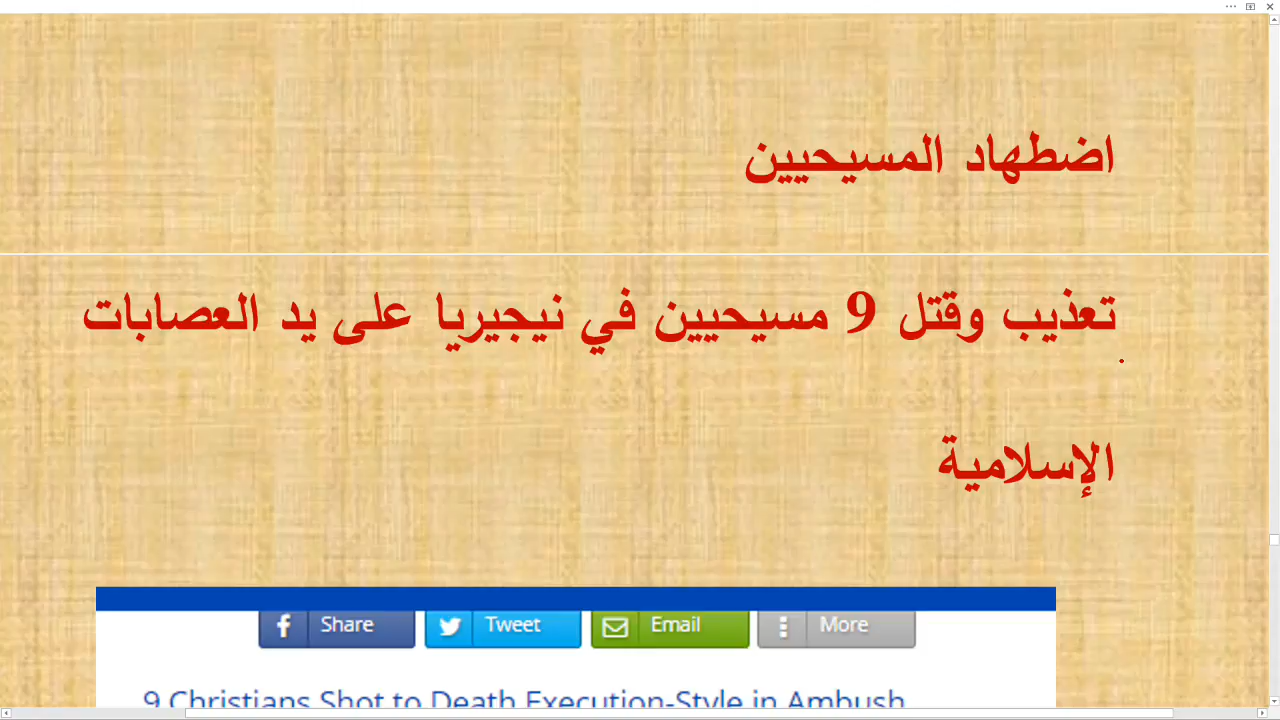 اضطهاد المسيحيين
تعذيب وقتل 9 مسيحيين في نيجيريا على يد العصابات
الإسلامية
Share Tweet Email More
9 Christians Shot to Death Execution-Style in Ambush